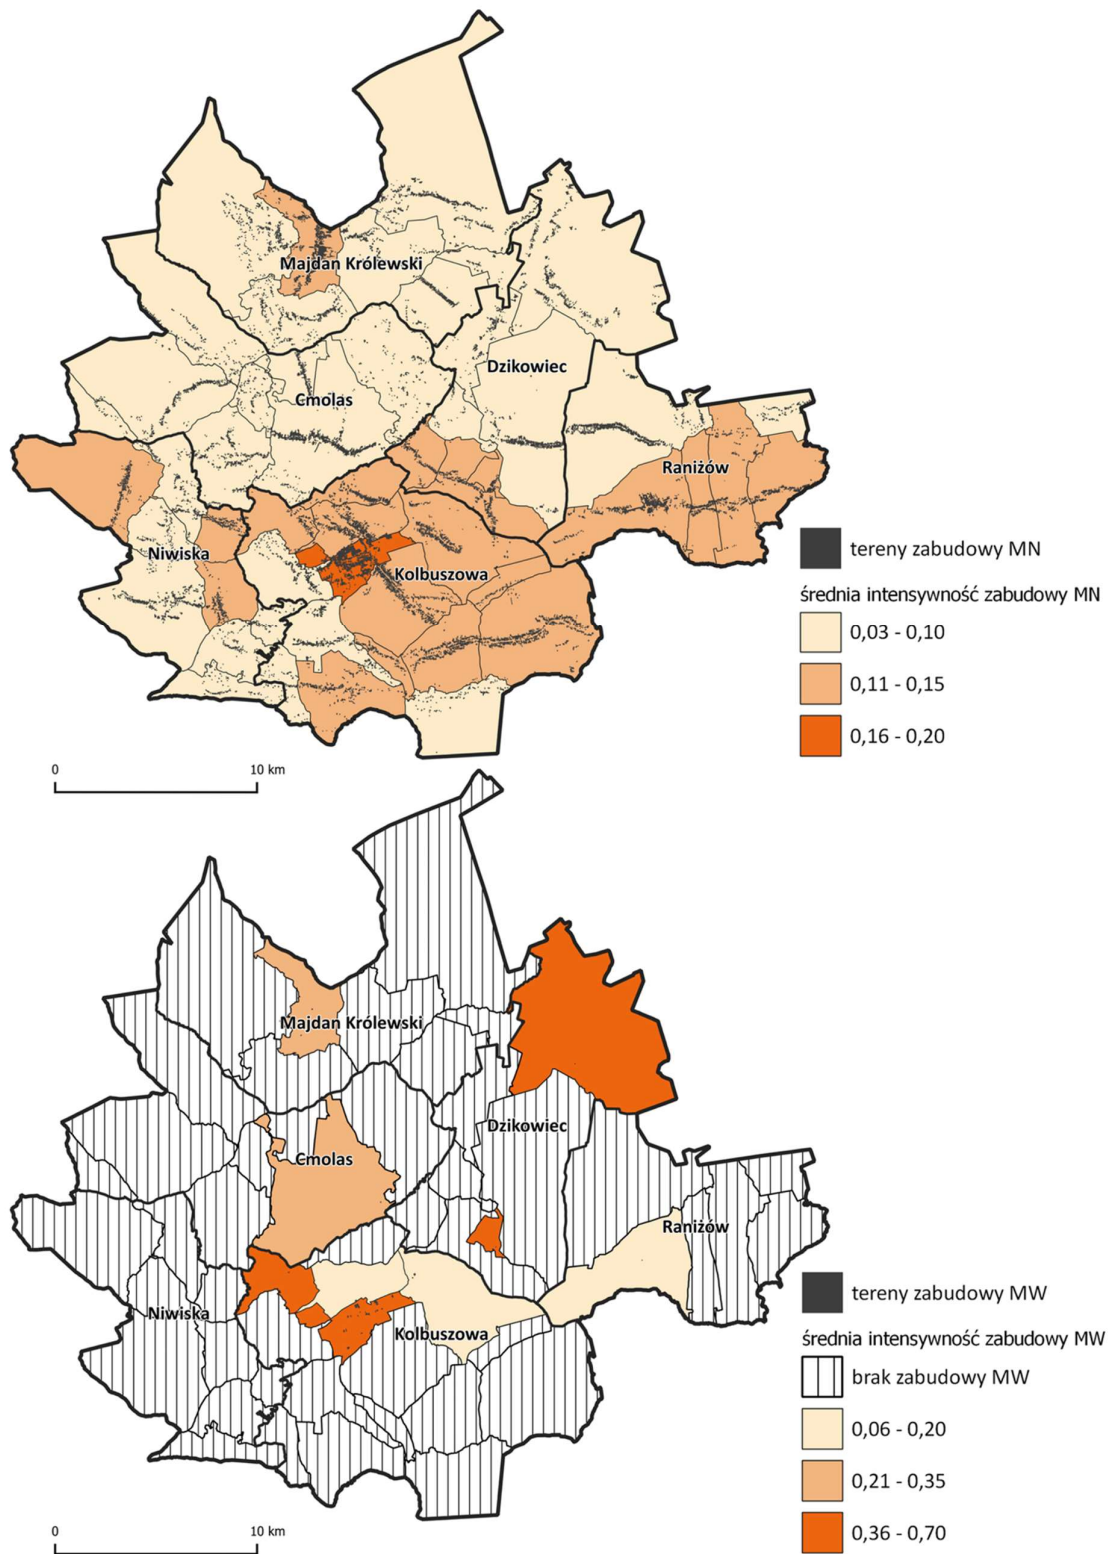 Majdan Królewski
Dzikowiec
Cmolas
Raniżów
Niwiska
Kolbuszowa
tereny zabudowy MN
średnia intensywność zabudowy MN
0,03 - 0,10
0,11 - 0,15
0,16 - 0,20
0 10 km
Majdan Królewski
Dzikowiec
Cmolas
Raniżów
Niwiska
Kolbuszowa
tereny zabudowy MW
średnia intensywność zabudowy MW
brak zabudowy MW
0,06 - 0,20
0,21 - 0,35
0,36 - 0,70
0 10 km